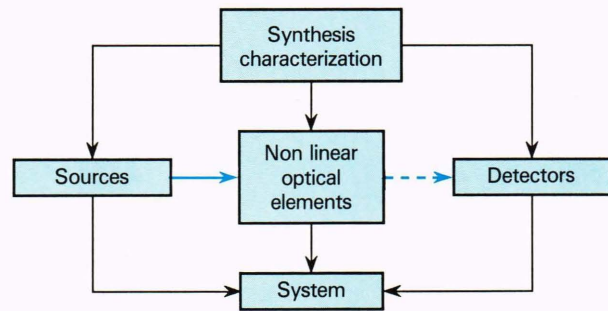 Synthesis
characterization
Sources
Non linear
optical
elements
Detectors
System